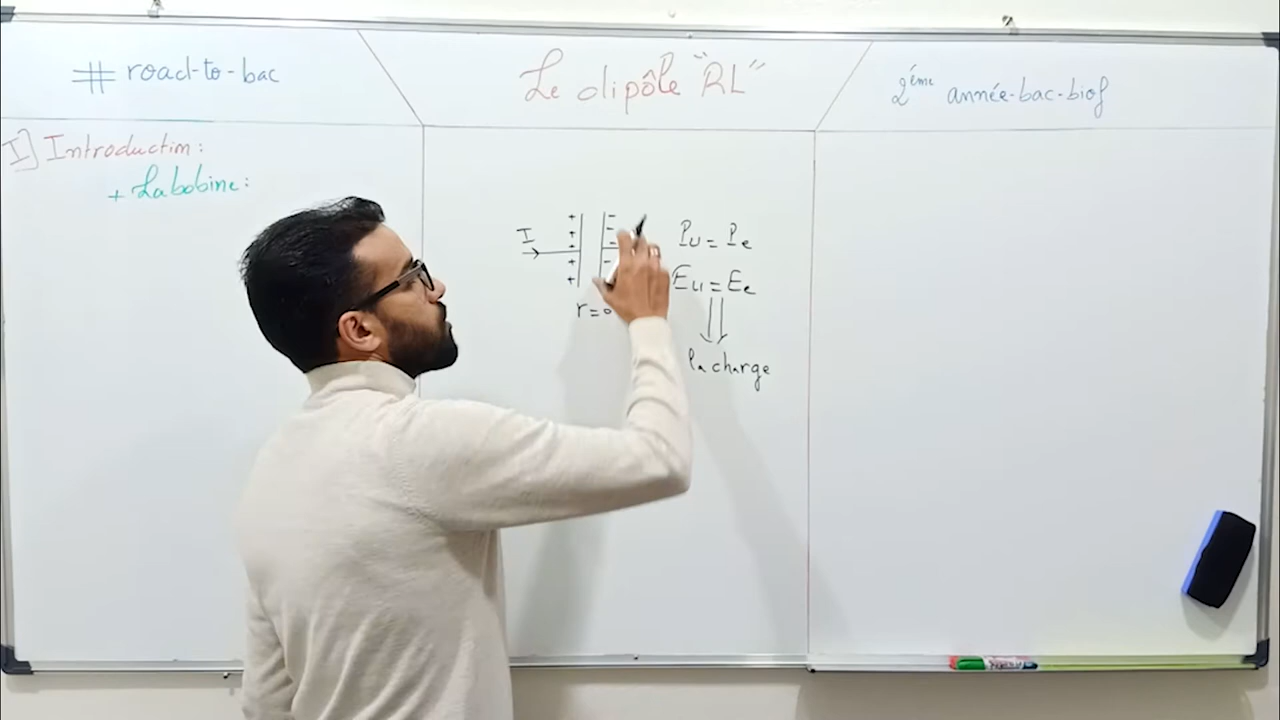 # road-to-bac
Le dipôle "RL"
2ème année-bac-biof
I] Introduction:
+ La bobine:
I
+ + + + +
- - - -
r=0
Pu = Pe
Eu = Ee
la charge